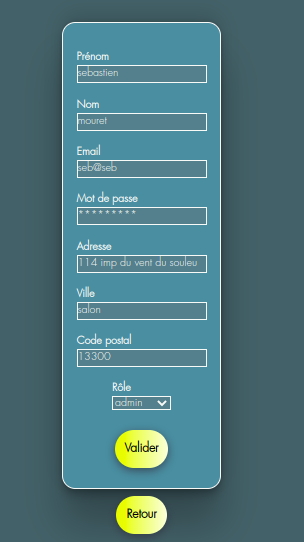 Prénom
sebastien
Nom
mouret
Email
seb@seb
Mot de passe
*********
Adresse
114 imp du vent du souleu
Ville
salon
Code postal
13300
Rôle
admin
Valider
Retour